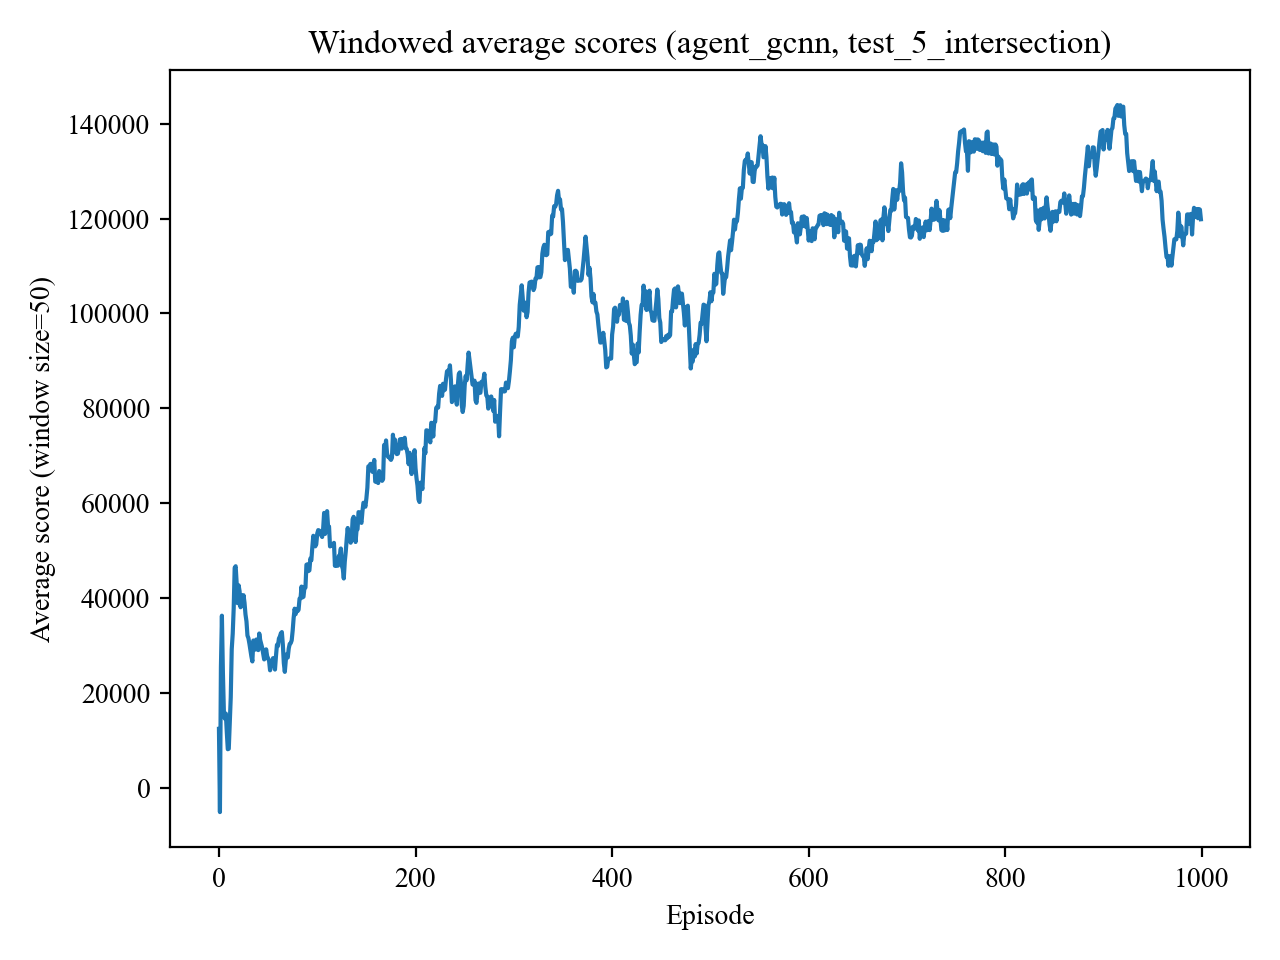 Windowed average scores (agent_gcnn, test_5_intersection)
140000
120000
100000
80000
60000
40000
20000
0
Average score (window size=50)
0 200 400 600 800 1000
Episode